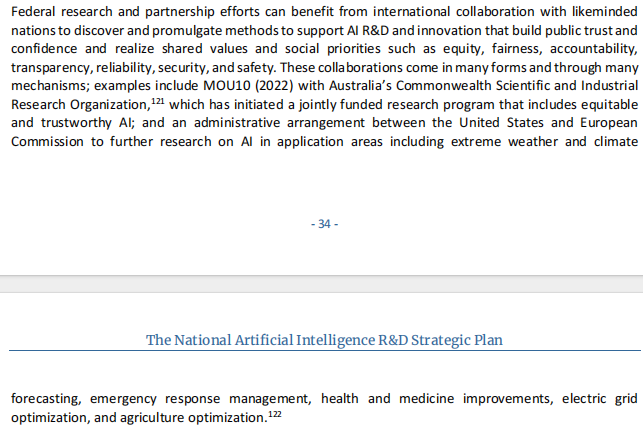 Federal research and partnership efforts can benefit from international collaboration with likeminded
nations to discover and promulgate methods to support AI R&D and innovation that build public trust and
confidence and realize shared values and social priorities such as equity, fairness, accountability,
transparency, reliability, security, and safety. These collaborations come in many forms and through many
mechanisms; examples include MOU10 (2022) with Australia's Commonwealth Scientific and Industrial
Research Organization,¹²¹ which has initiated a jointly funded research program that includes equitable
and trustworthy AI; and an administrative arrangement between the United States and European
Commission to further research on AI in application areas including extreme weather and climate
- 34 -
The National Artificial Intelligence R&D Strategic Plan
forecasting, emergency response management, health and medicine improvements, electric grid
optimization, and agriculture optimization.¹²²